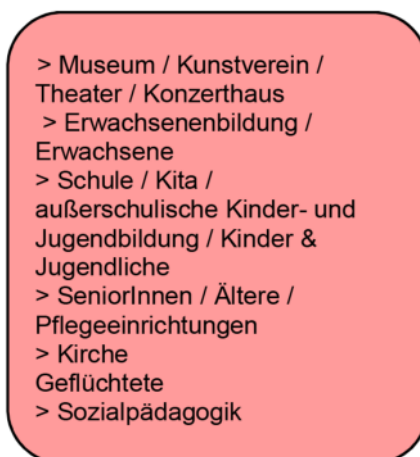 > Museum / Kunstverein /
Theater / Konzerthaus
> Erwachsenenbildung /
Erwachsene
> Schule / Kita /
außerschulische Kinder- und
Jugendbildung / Kinder &
Jugendliche
> SeniorInnen / Ältere /
Pflegeeinrichtungen
> Kirche
Geflüchtete
> Sozialpädagogik